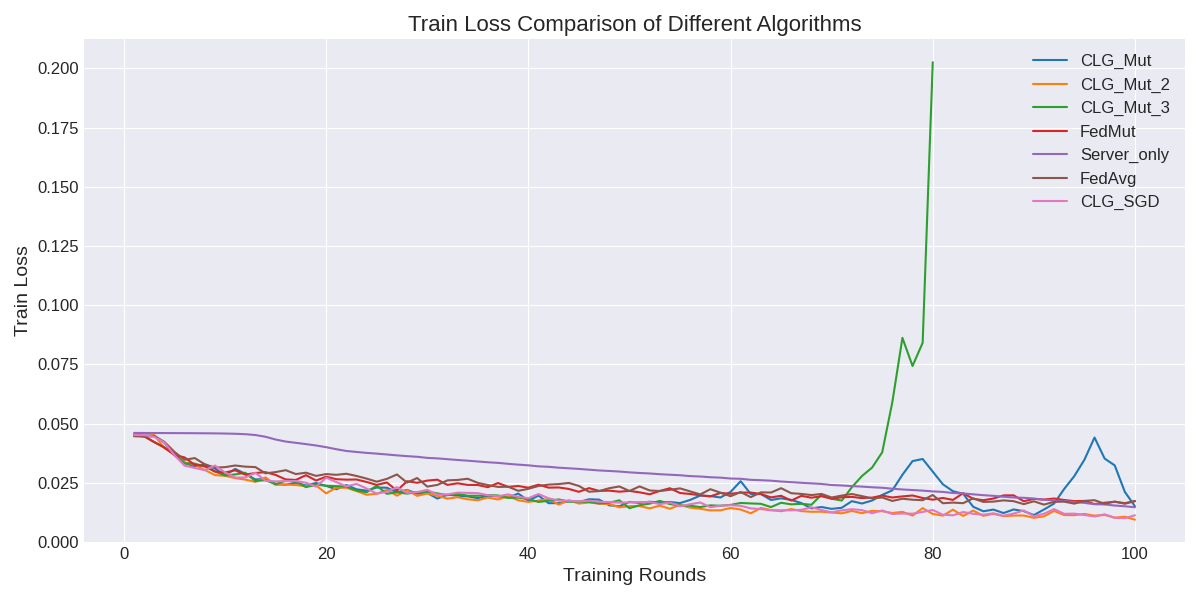 Train Loss Comparison of Different Algorithms
CLG_Mut
CLG_Mut_2
CLG_Mut_3
FedMut
Server_only
FedAvg
CLG_SGD
Train Loss
0.200
0.175
0.150
0.125
0.100
0.075
0.050
0.025
0.000
0 20 40 60 80 100
Training Rounds